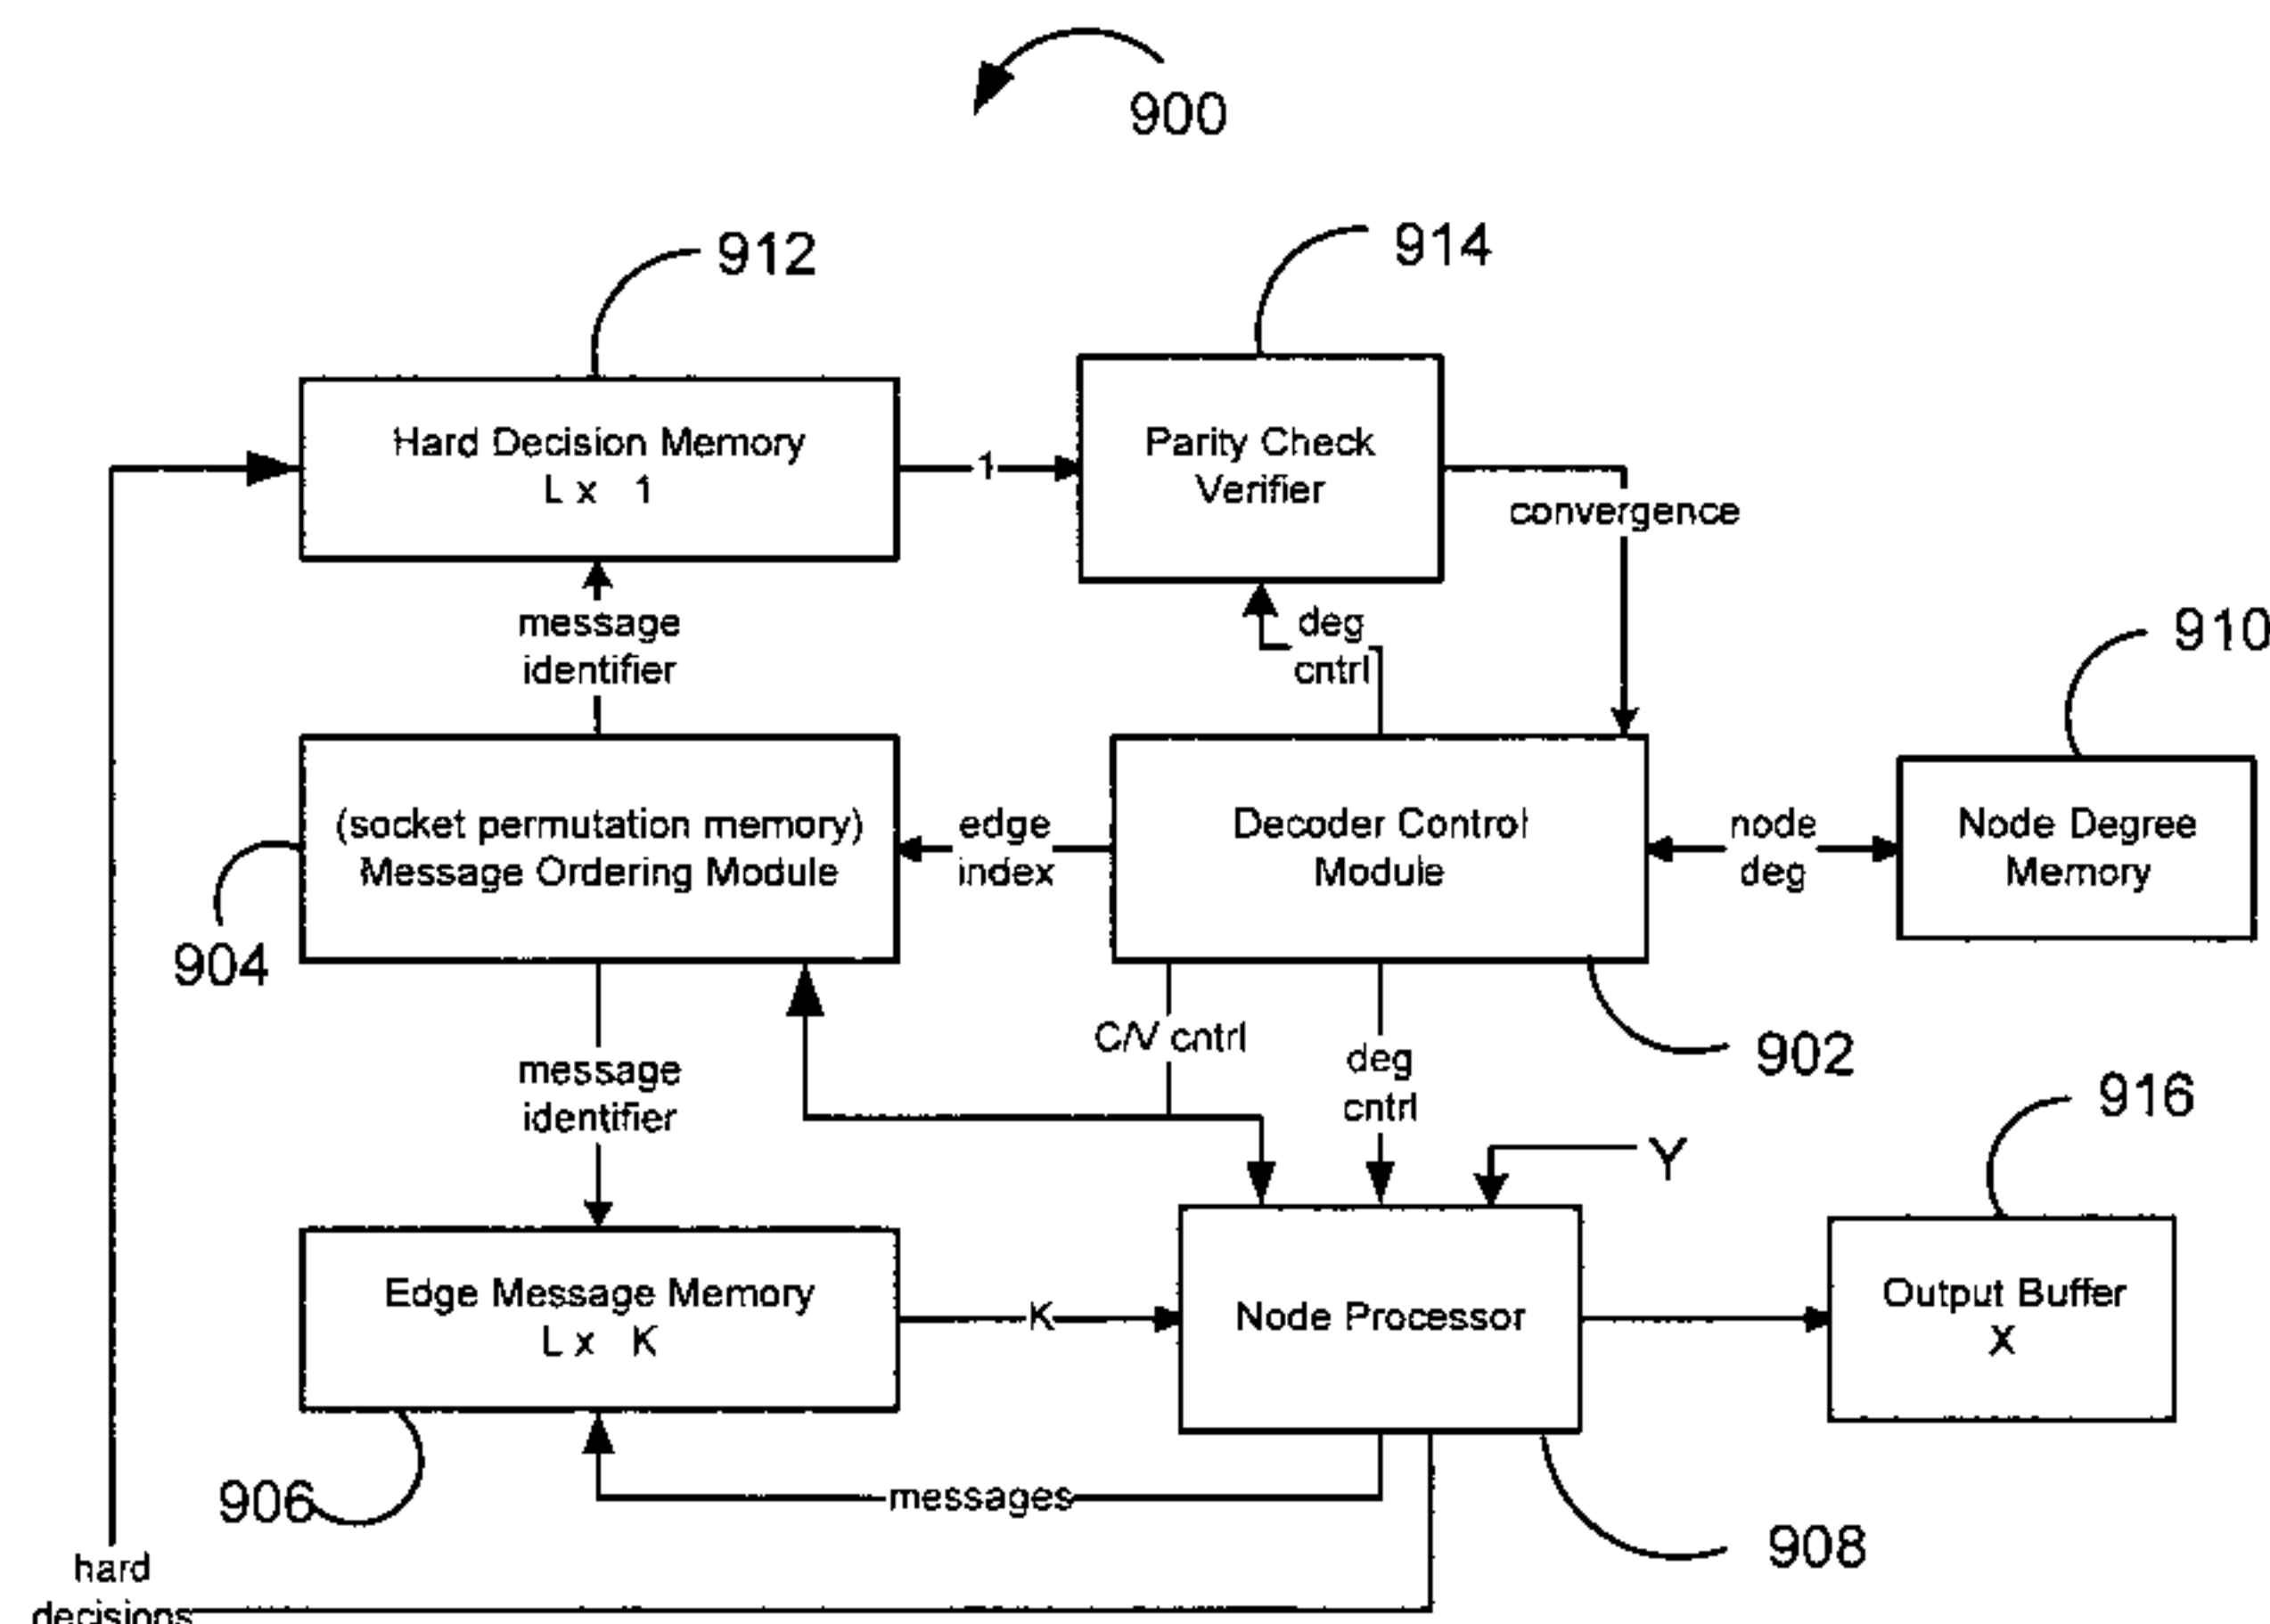 900
912
914
Hard Decision Memory
L x 1
1
Parity Check
Verifier
convergence
message
identifier
deg
cntrl
910
(socket permutation memory)
Message Ordering Module
edge
index
Decoder Control
Module
node
deg
Node Degree
Memory
904
C/V cntrl
902
message
identifier
deg
cntrl
916
Y
Edge Message Memory
L x K
K
Node Processor
Output Buffer
X
906
messages
908
hard
decisions